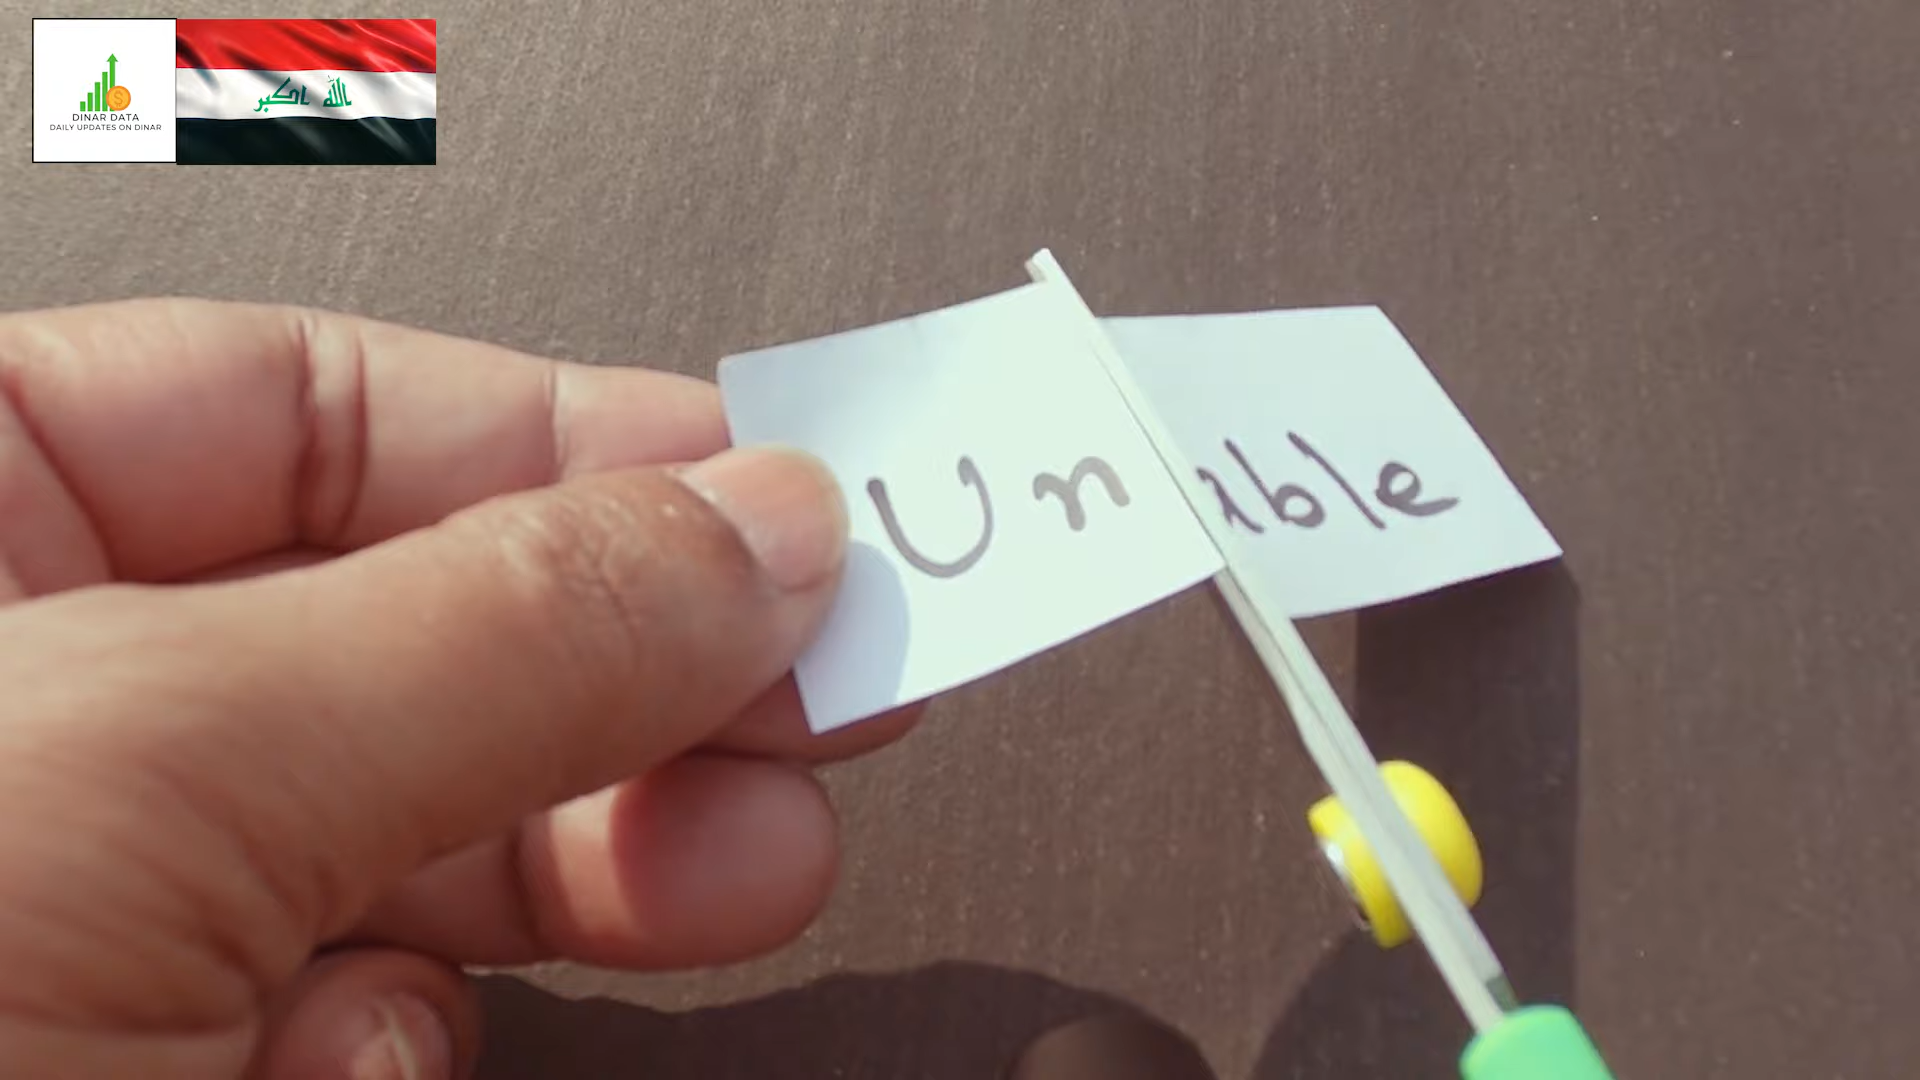 DINAR DATA
DAILY UPDATES ON DINAR
الله اكبر
Un able